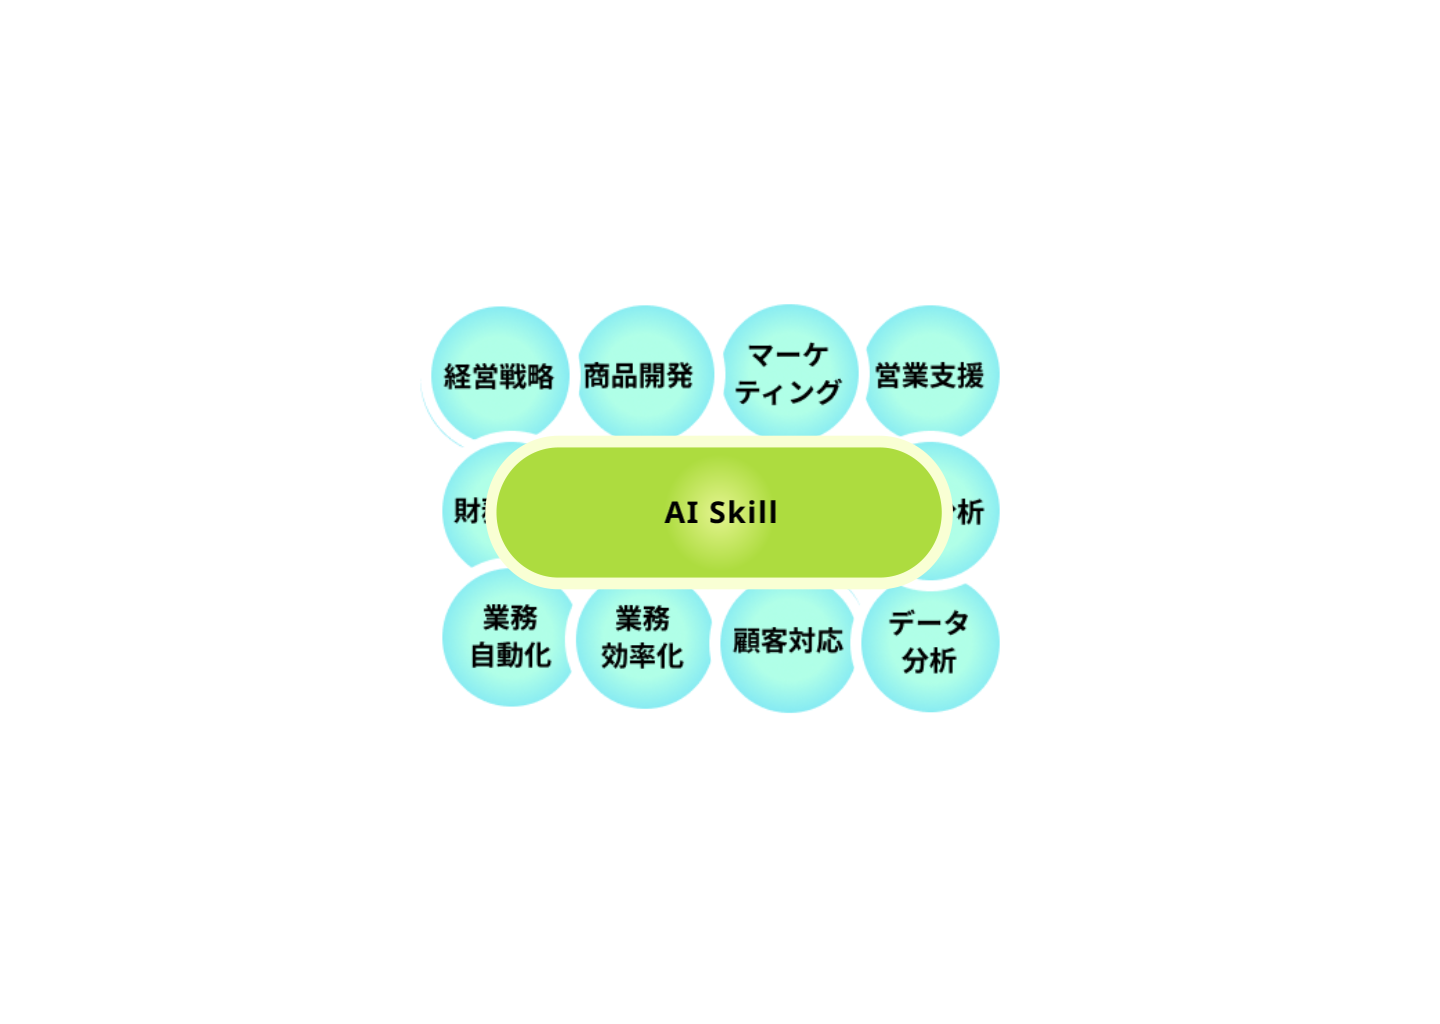 経営戦略
商品開発
マーケ
ティング
営業支援
財
AI Skill
析
業務
自動化
業務
効率化
顧客対応
データ
分析